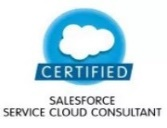 CERTIFIED
SALESFORCE
SERVICE CLOUD CONSULTANT